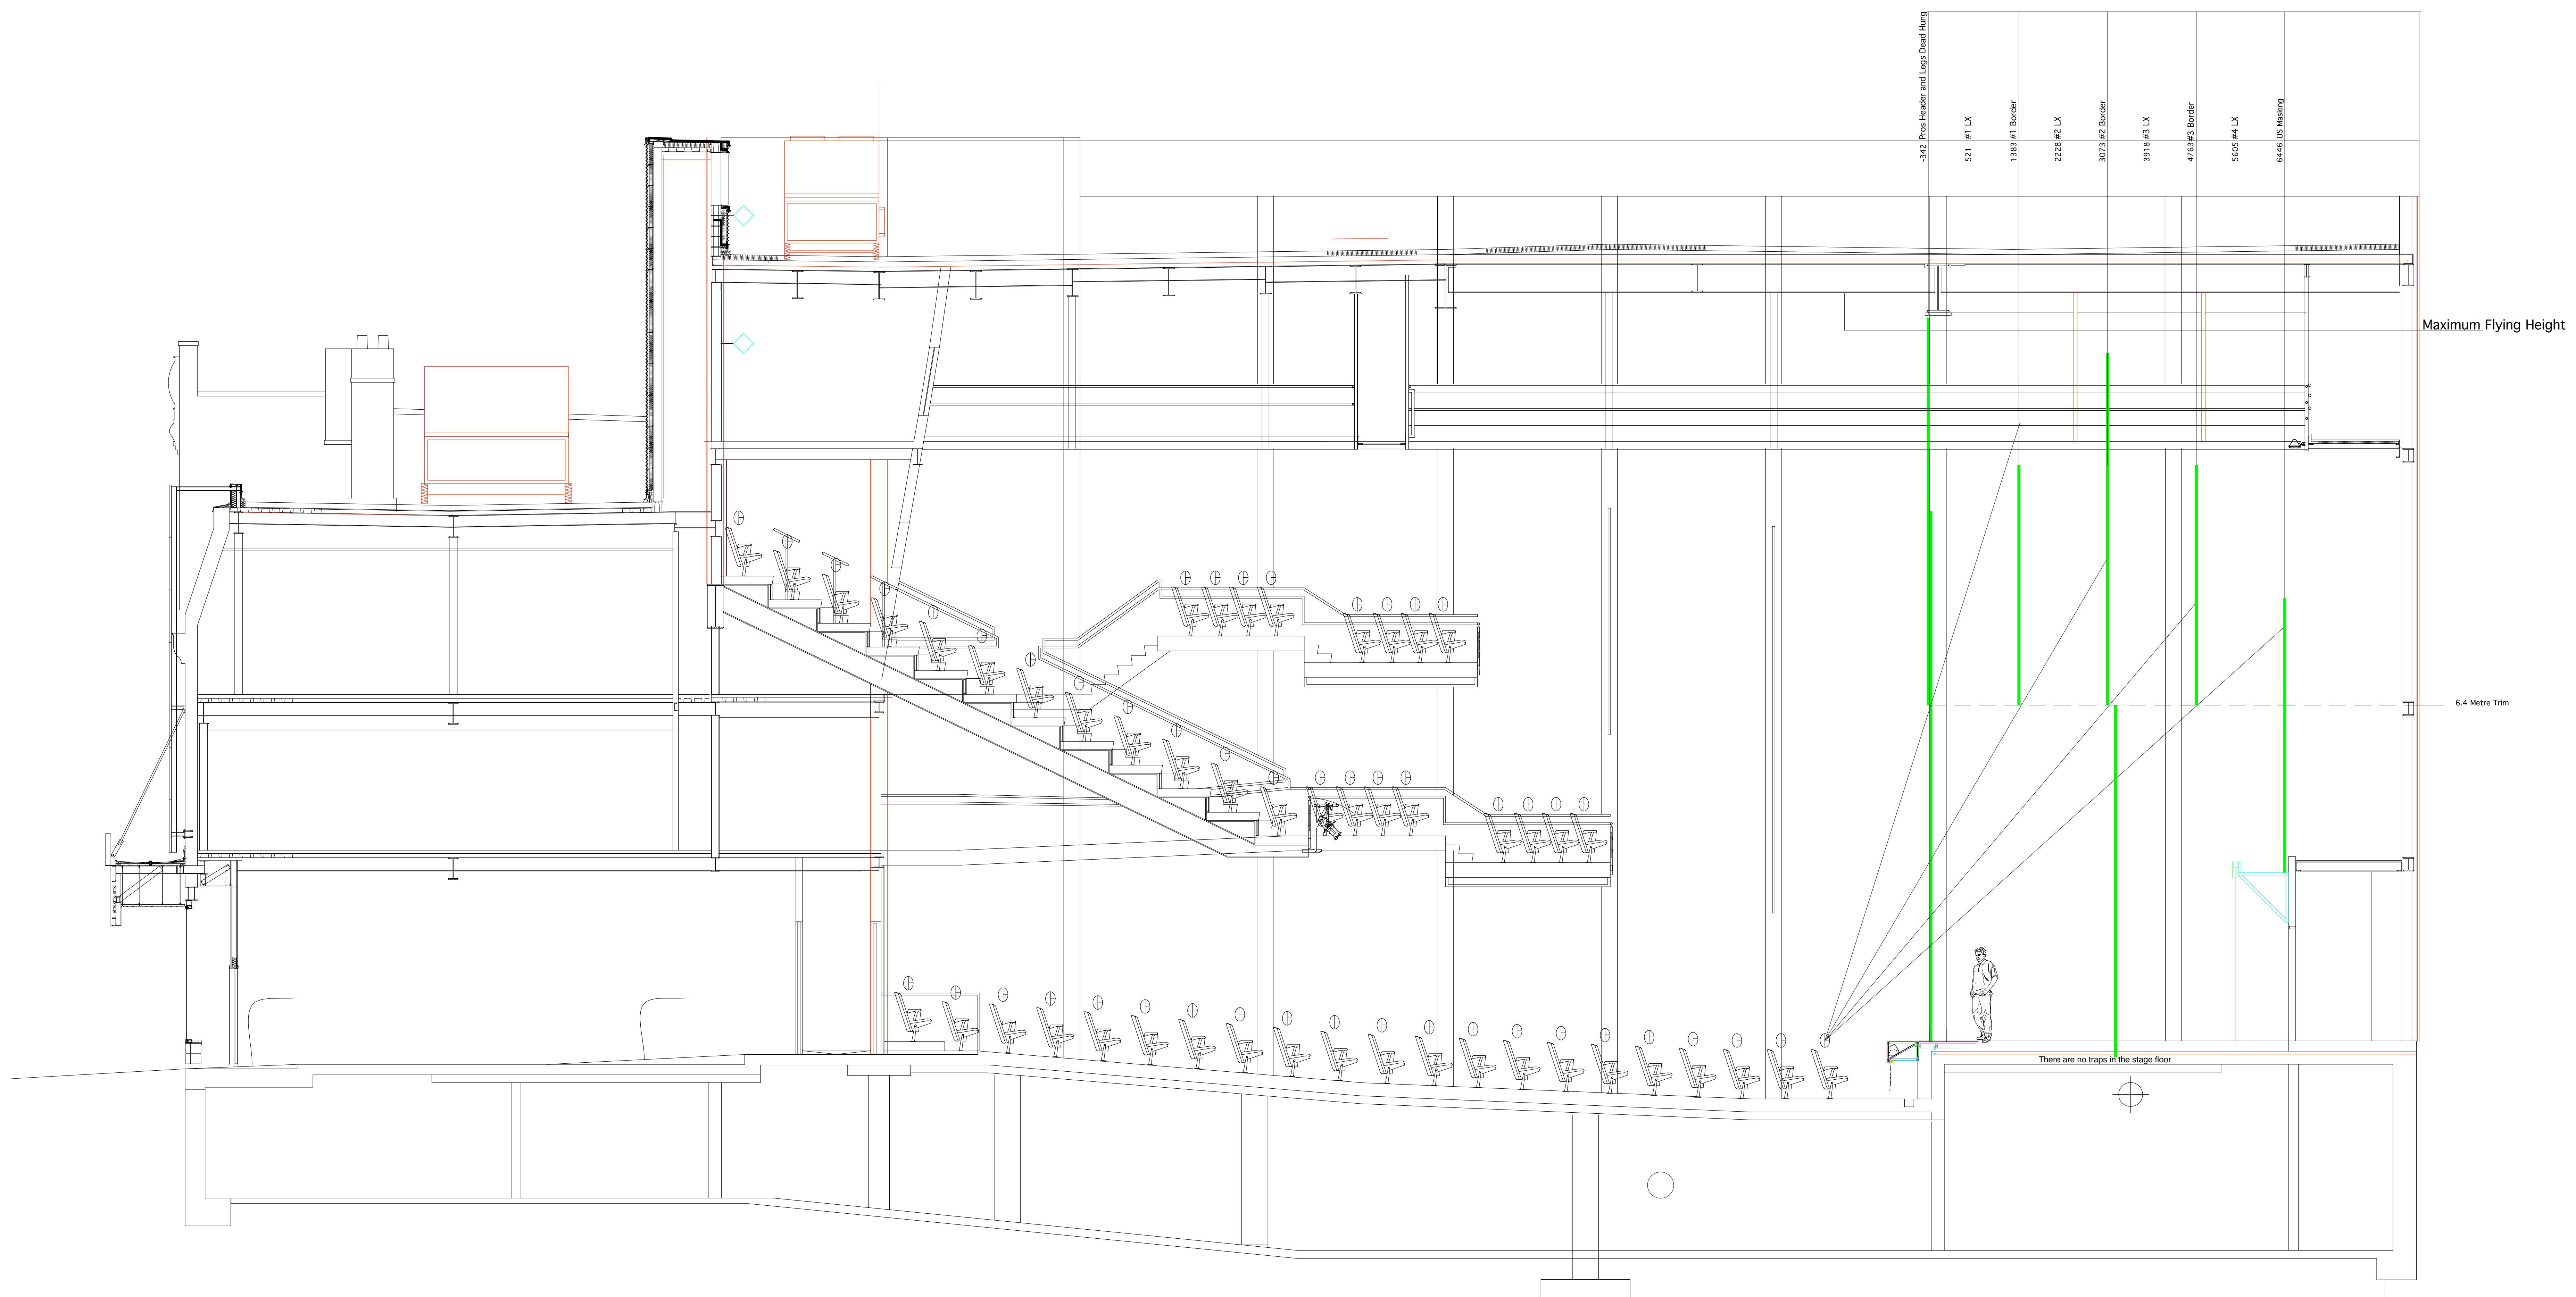 -342 Pros Header and Legs Dead Hung
521 #1 LX
1383 #1 Border
2228 #2 LX
3073 #2 Border
3918 #3 LX
4763 #3 Border
5605 #4 LX
6446 US Masking
Maximum Flying Height
6.4 Metre Trim
There are no traps in the stage floor